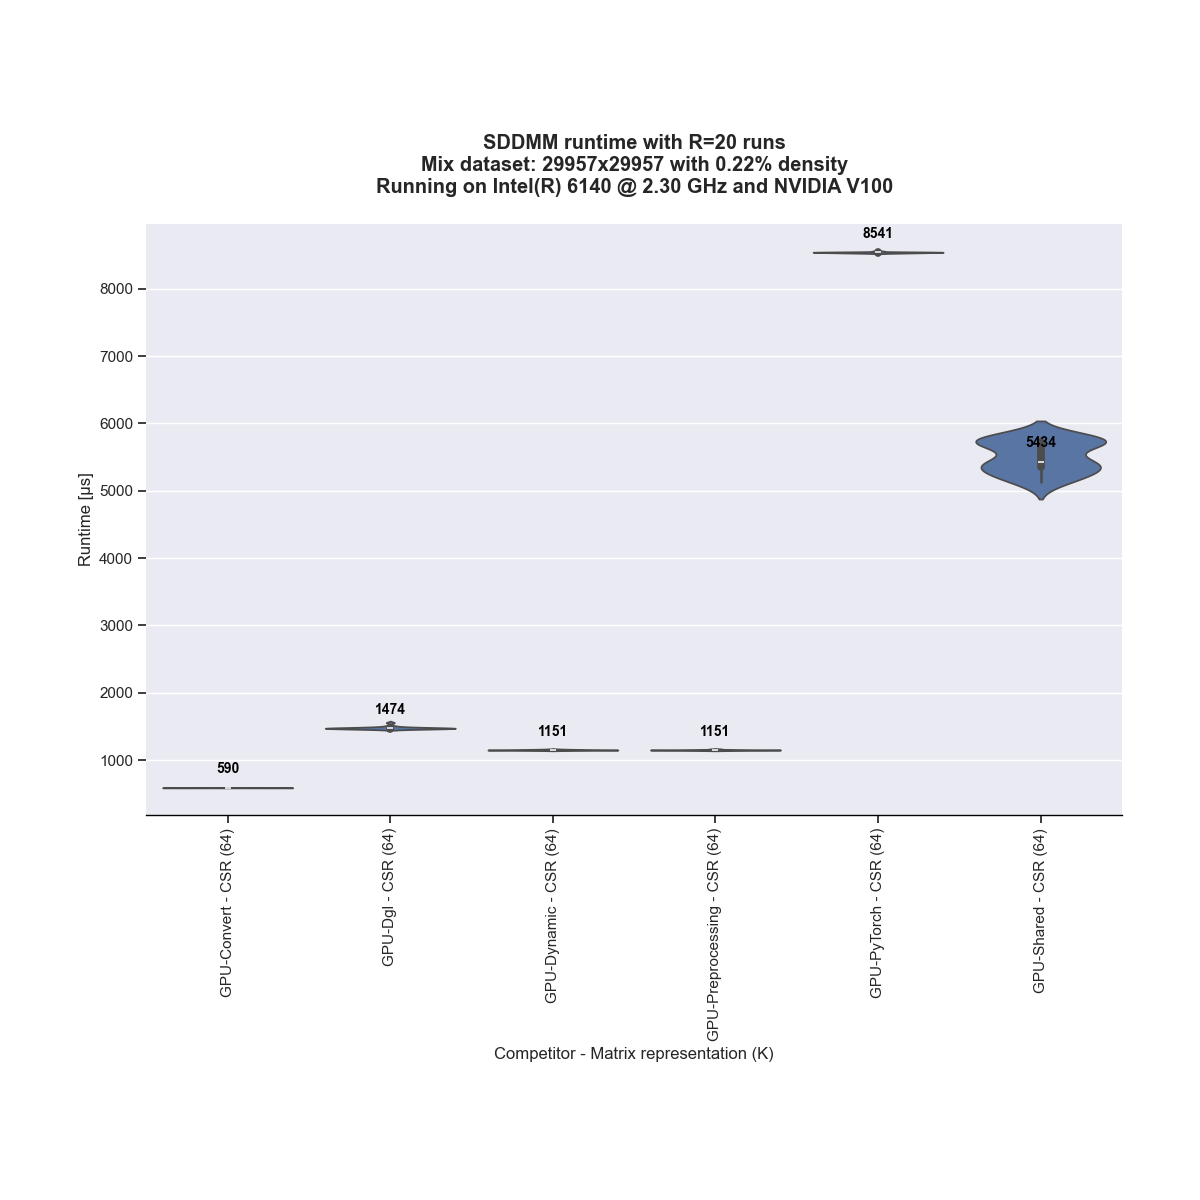 SDDMM runtime with R=20 runs
Mix dataset: 29957x29957 with 0.22% density
Running on Intel(R) 6140 @ 2.30 GHz and NVIDIA V100
Runtime [µs]
8000
7000
6000
5000
4000
3000
2000
1000
590
1474
1151
1151
8541
5434
GPU-Convert - CSR (64)
GPU-Dgl - CSR (64)
GPU-Dynamic - CSR (64)
GPU-Preprocessing - CSR (64)
GPU-PyTorch - CSR (64)
GPU-Shared - CSR (64)
Competitor - Matrix representation (K)